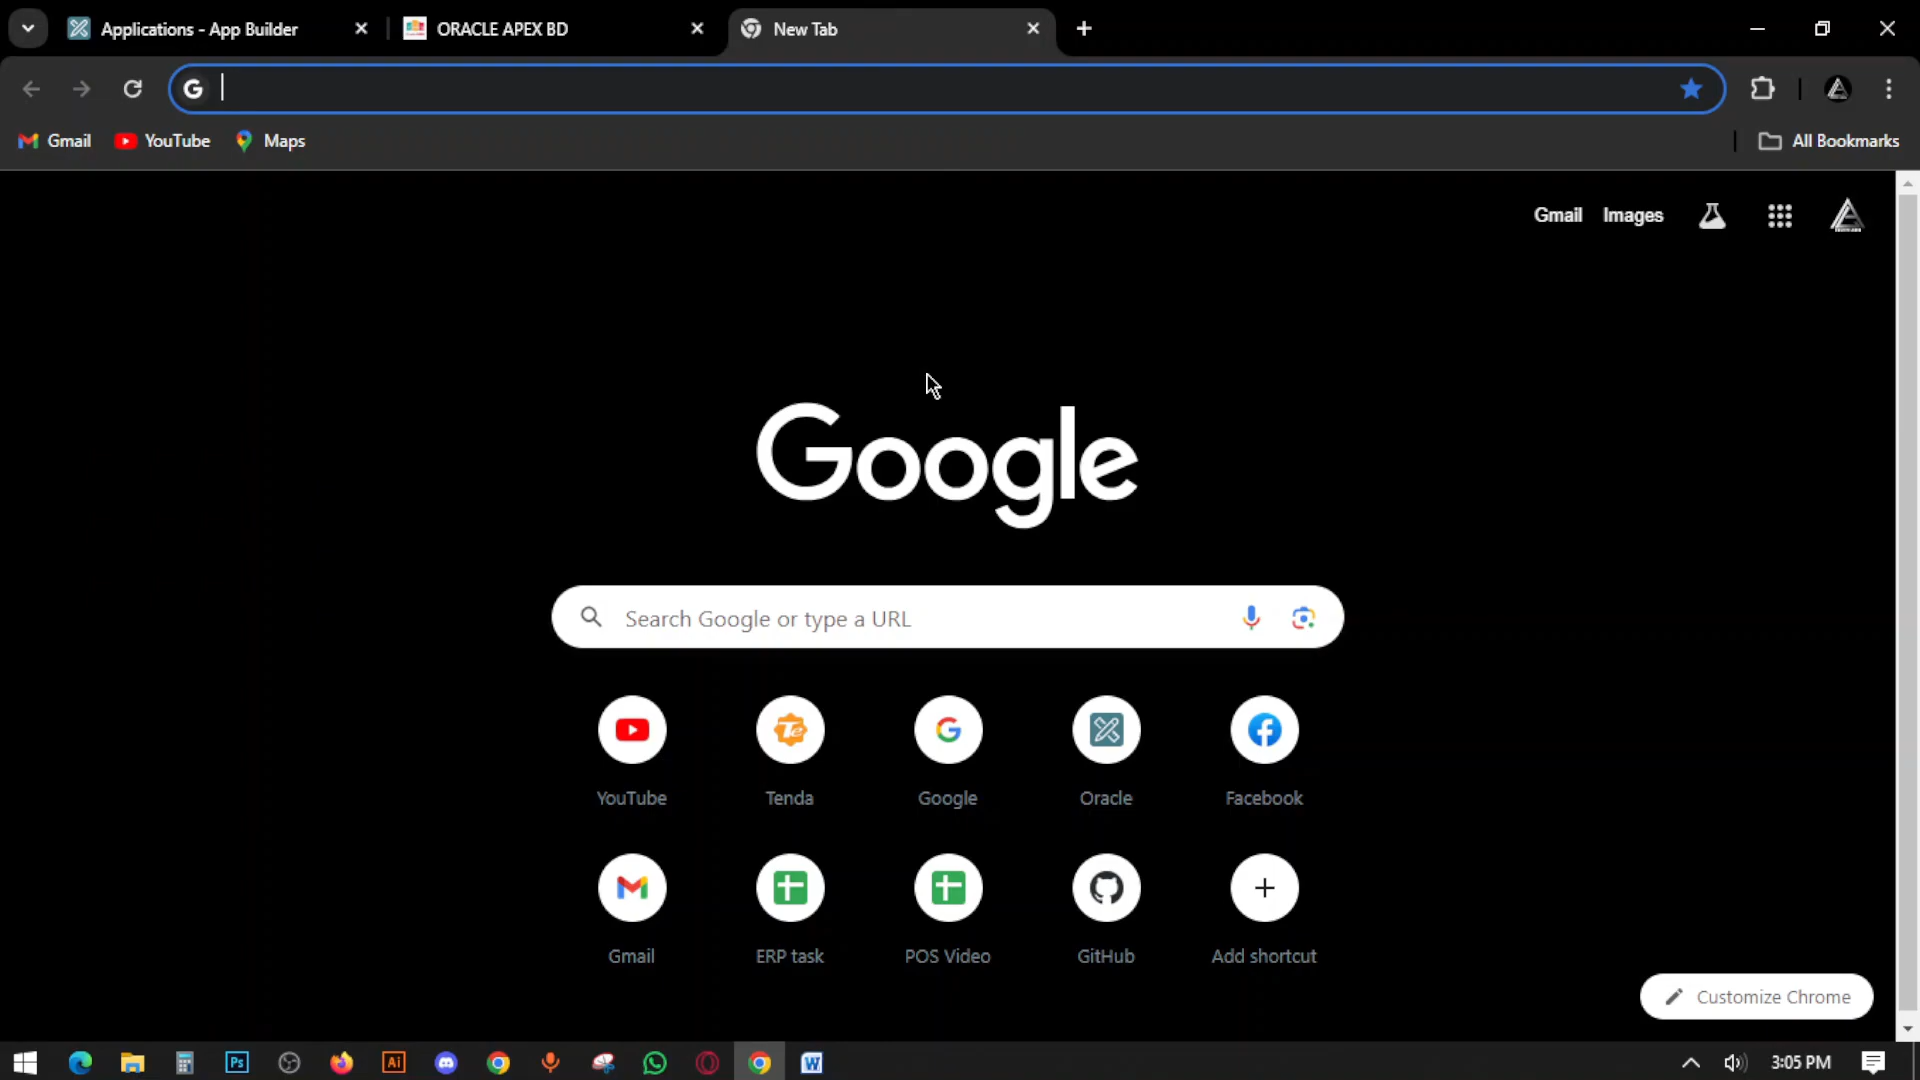 Applications - App Builder
ORACLE APEX BD
New Tab
Gmail
YouTube
Maps
All Bookmarks
Gmail Images
Google
Search Google or type a URL
YouTube
Tenda
Google
Oracle
Facebook
Gmail
ERP task
POS Video
GitHub
Add shortcut
Customize Chrome
3:05 PM